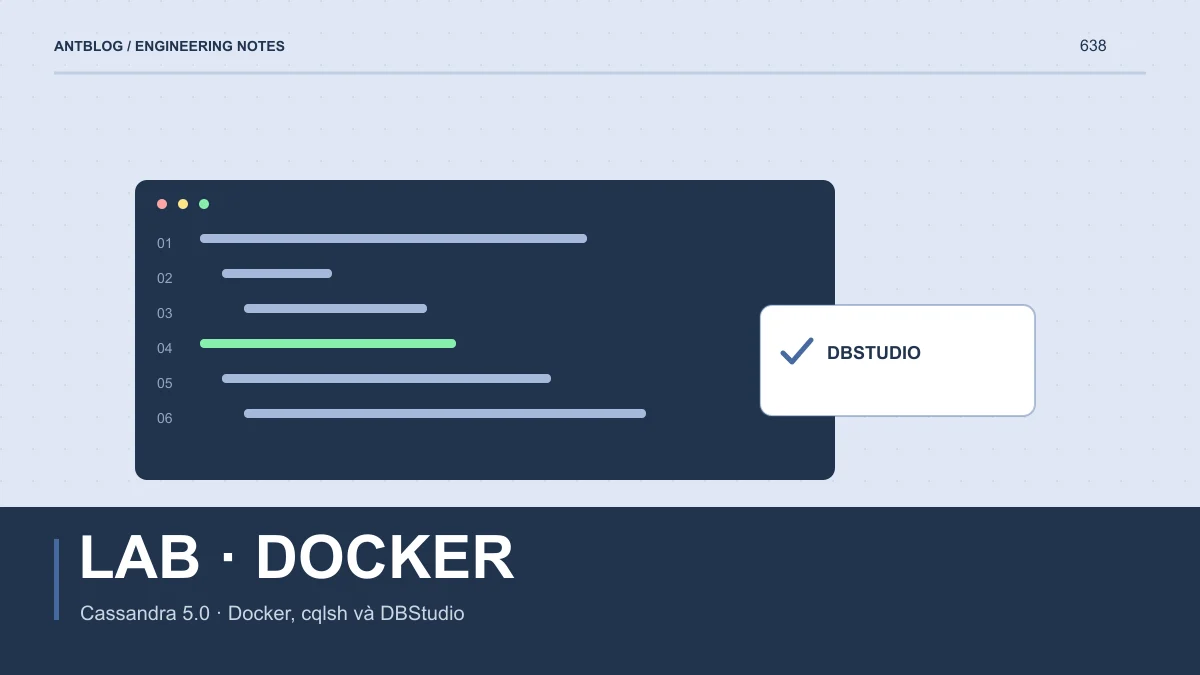 ANTBLOG / ENGINEERING NOTES
638
01
02
03
04
05
06
DBSTUDIO
LAB · DOCKER
Cassandra 5.0 · Docker, cqlsh và DBStudio